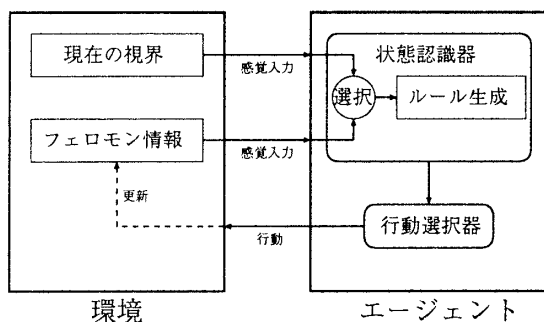 現在の視界
感覚入力
状態認識器
選択
ルール生成
フェロモン情報
感覚入力
更新
行動
行動選択器
環境
エージェント